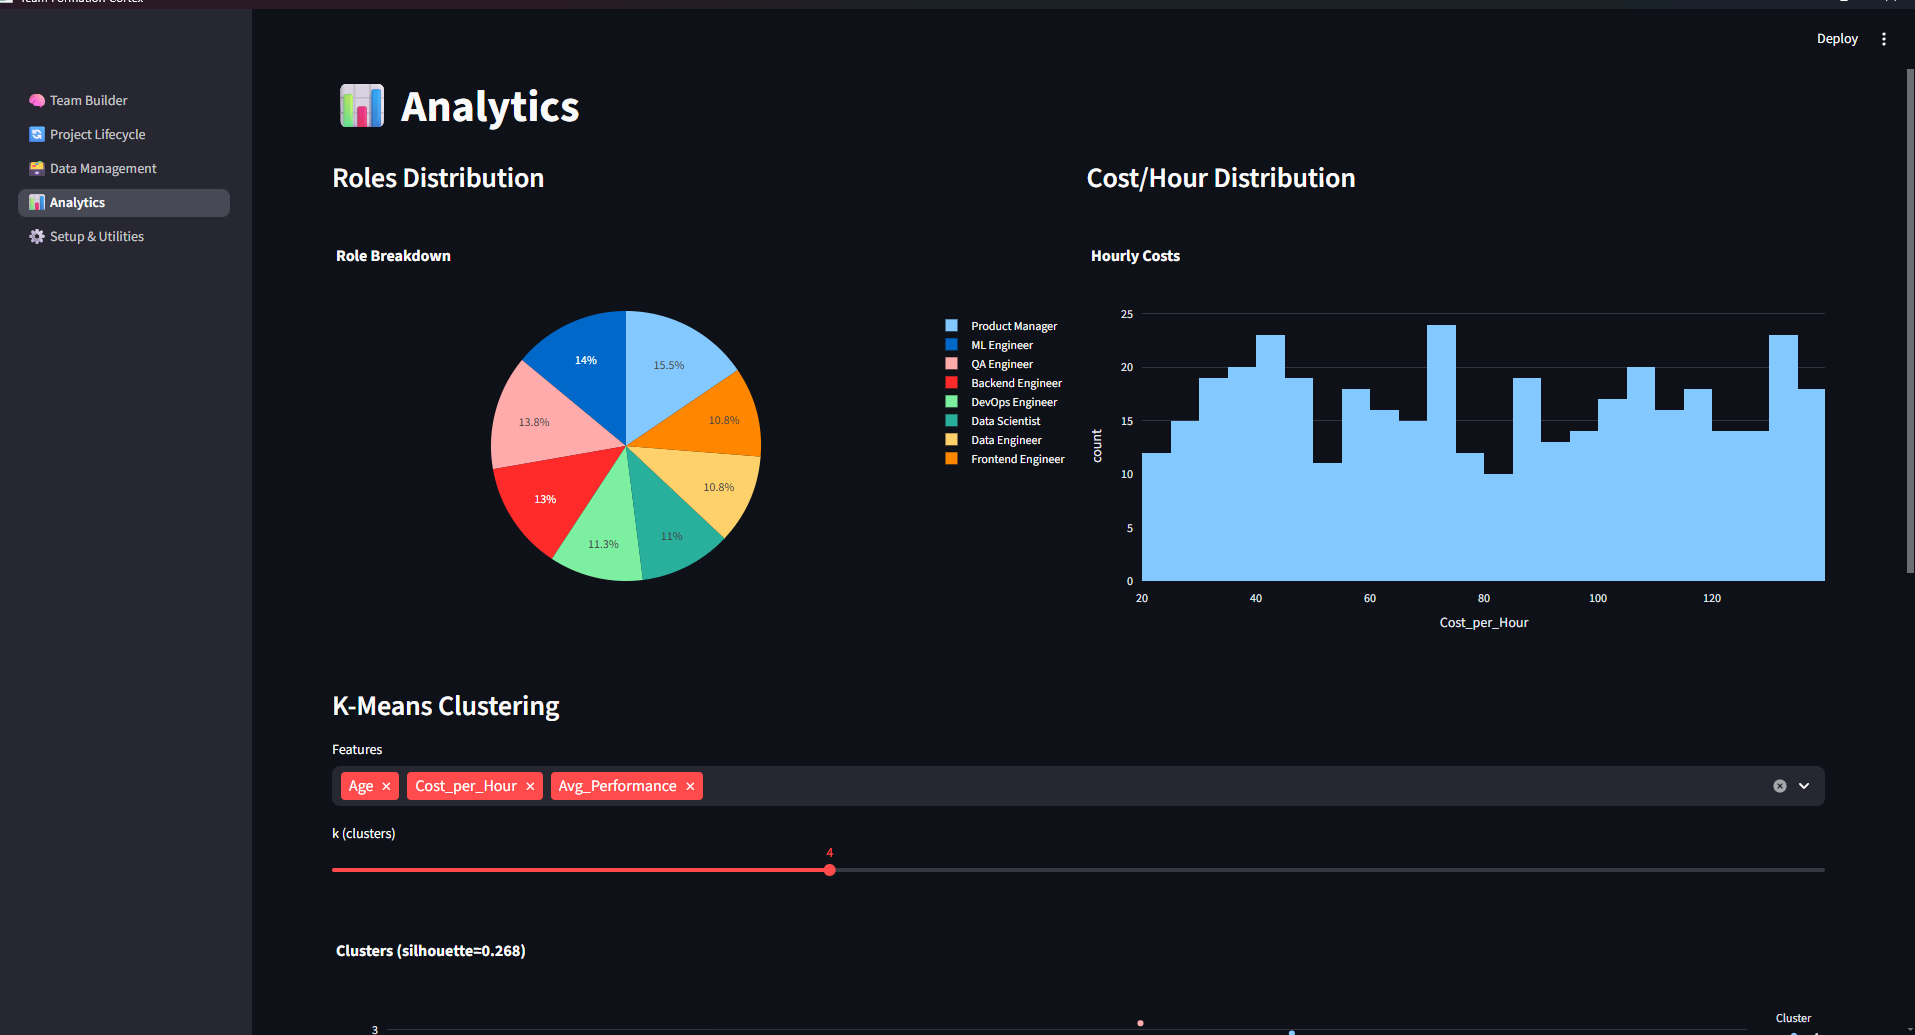 Team Formation Cortex
Deploy
Team Builder
Project Lifecycle
Data Management
Analytics
Setup & Utilities
Analytics
Roles Distribution
Role Breakdown
15.5%
10.8%
10.8%
11%
11.3%
13%
13.8%
14%
Product Manager
ML Engineer
QA Engineer
Backend Engineer
DevOps Engineer
Data Scientist
Data Engineer
Frontend Engineer
Cost/Hour Distribution
Hourly Costs
25
20
15
10
5
0
count
20 40 60 80 100 120
Cost_per_Hour
K-Means Clustering
Features
Age × Cost_per_Hour × Avg_Performance ×
k (clusters)
4
Clusters (silhouette=0.268)
3
Cluster